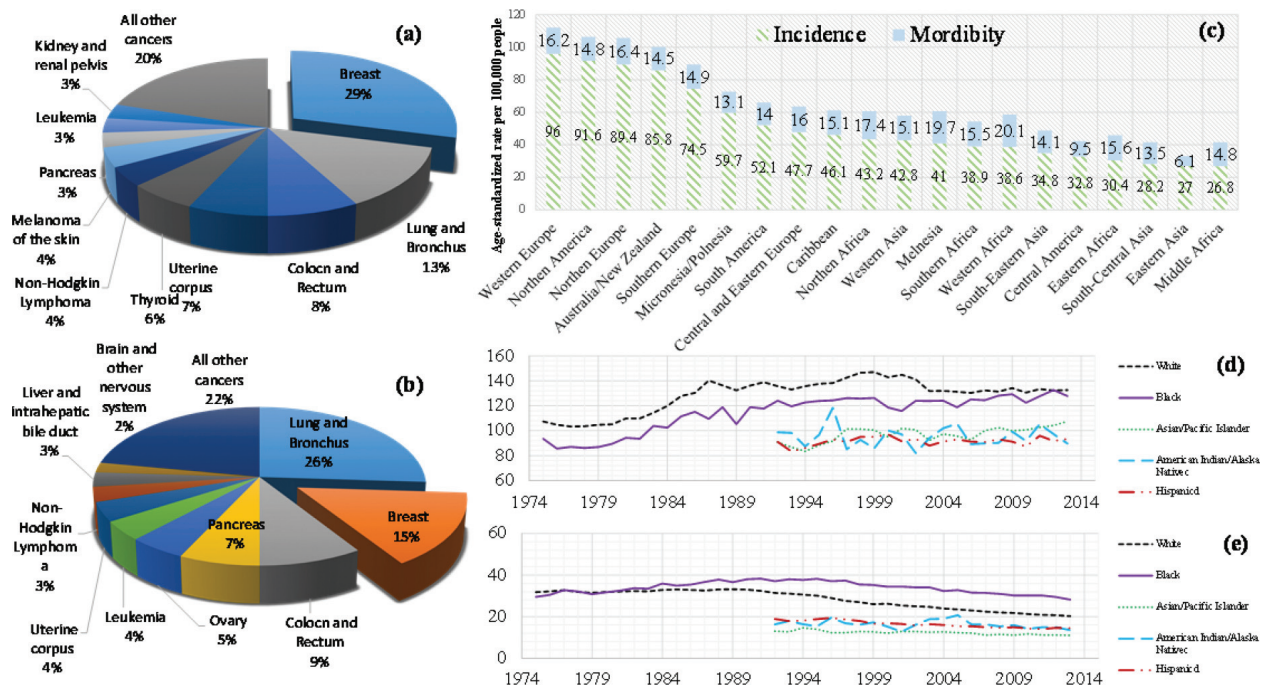 (a)
All other
cancers
20%
Kidney and
renal pelvis
3%
Leukemia
3%
Pancreas
3%
Melanoma
of the skin
4%
Non-Hodgkin
Lymphoma
4%
Thyroid
6%
Uterine
corpus
7%
Colocn and
Rectum
8%
Lung and
Bronchus
13%
Breast
29%
(b)
Brain and
other
nervous
system
2%
All other
cancers
22%
Liver and
intrahepatic
bile duct
3%
Non-
Hodgkin
Lymphom
a
3%
Uterine
corpus
4%
Leukemia
4%
Ovary
5%
Pancreas
7%
Colocn and
Rectum
9%
Breast
15%
Lung and
Bronchus
26%
(c)
Incidence
Mordibity
Age-standardized rate per 100,000 people
120
100
80
60
40
20
0
16.2 14.8 16.4 14.5 14.9 13.1 14 16 15.1 17.4 15.1 19.7 15.5 20.1 14.1 9.5 15.6 13.5 6.1 14.8
96 91.6 89.4 85.8 74.5 59.7 52.1 47.7 46.1 43.2 42.8 41 38.9 38.6 34.8 32.8 30.4 28.2 27 26.8
Western Europe
Northen America
Northen Europe
Australia/New Zealand
Southern Europe
Micronesia/Polnesia
South America
Central and Eastern Europe
Caribbean
Northen Africa
Western Asia
Melnesia
Southern Africa
Western Africa
South-Eastern Asia
Central America
Eastern Africa
South-Central Asia
Eastern Asia
Middle Africa
(d)
160
140
120
100
80
60
1974 1979 1984 1989 1994 1999 2004 2009 2014
White
Black
Asian/Pacific Islander
American Indian/Alaska
Nativec
Hispanicd
(e)
60
40
20
0
1974 1979 1984 1989 1994 1999 2004 2009 2014
White
Black
Asian/Pacific Islander
American Indian/Alaska
Nativec
Hispanicd